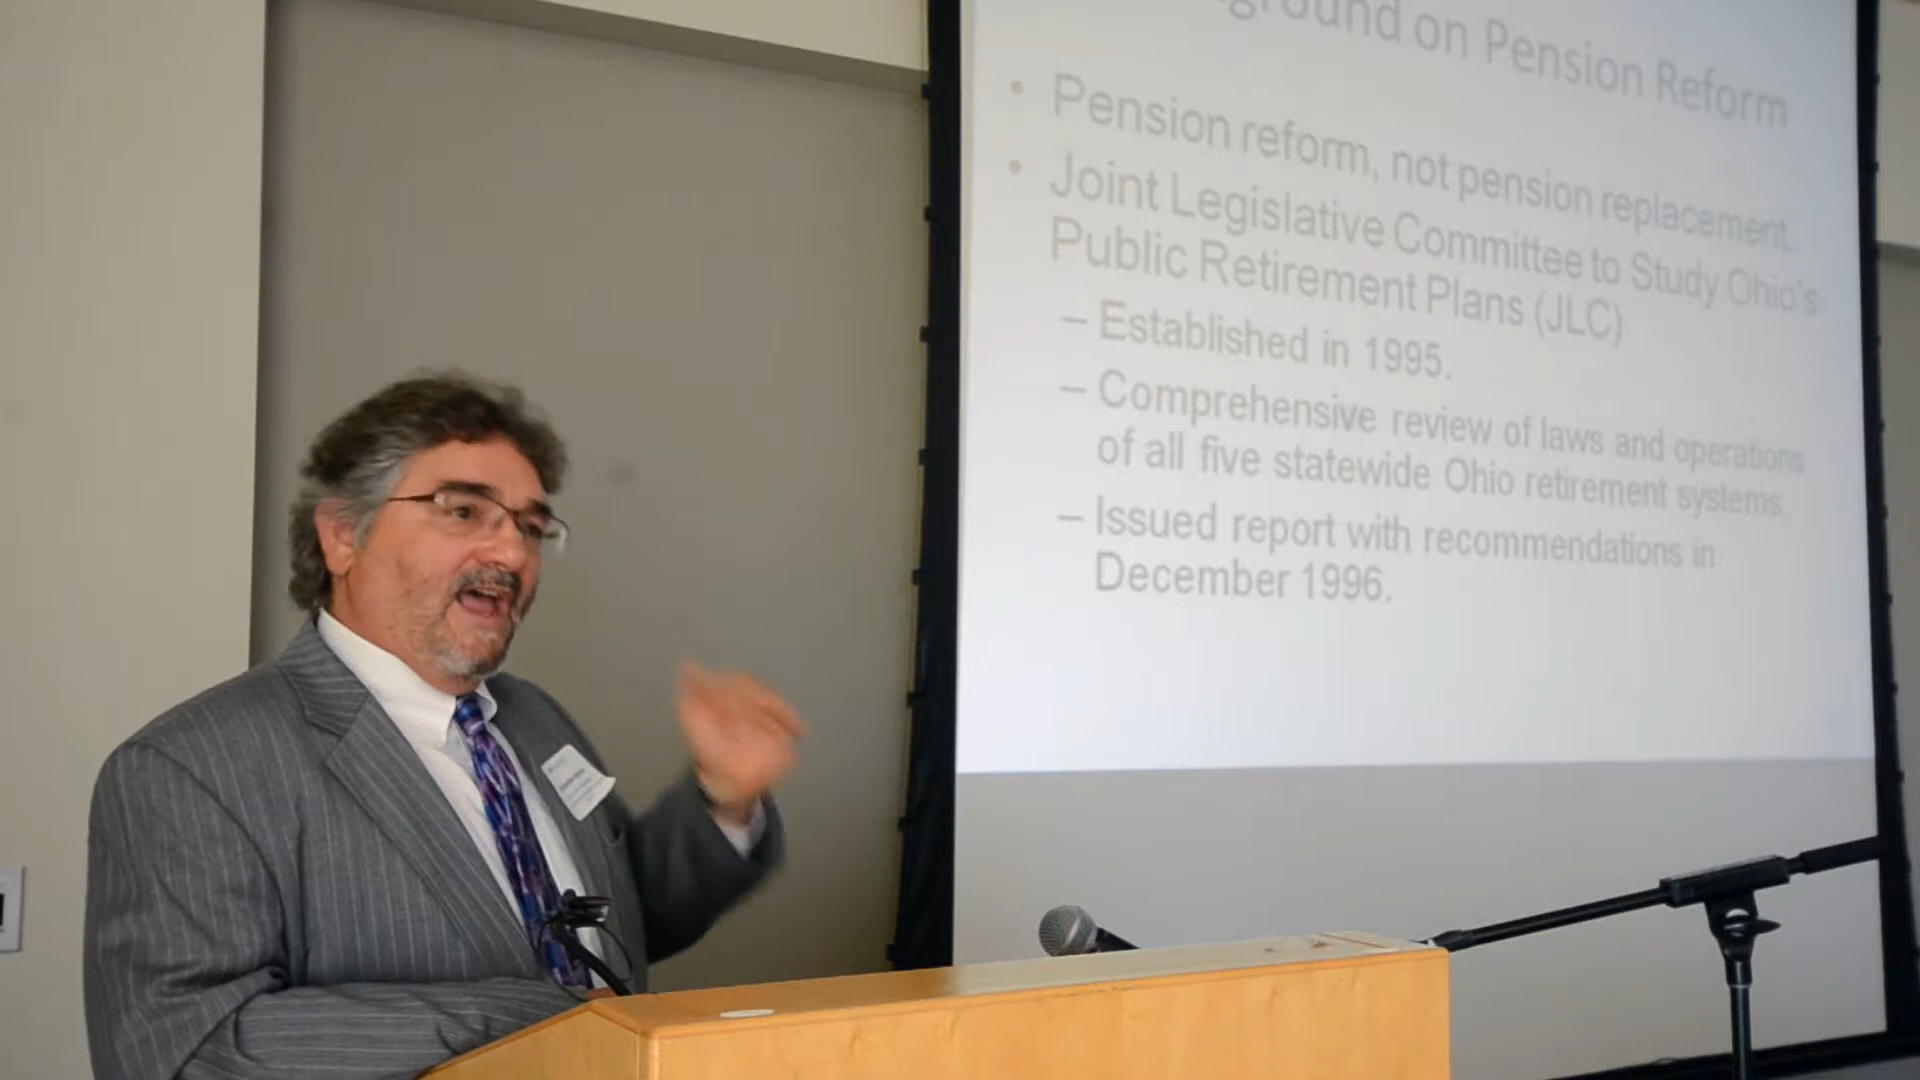 ground on Pension Reform
• Pension reform, not pension replacement.
• Joint Legislative Committee to Study Ohio's
Public Retirement Plans (JLC)
– Established in 1995.
– Comprehensive review of laws and operations
of all five statewide Ohio retirement systems.
– Issued report with recommendations in
December 1996.